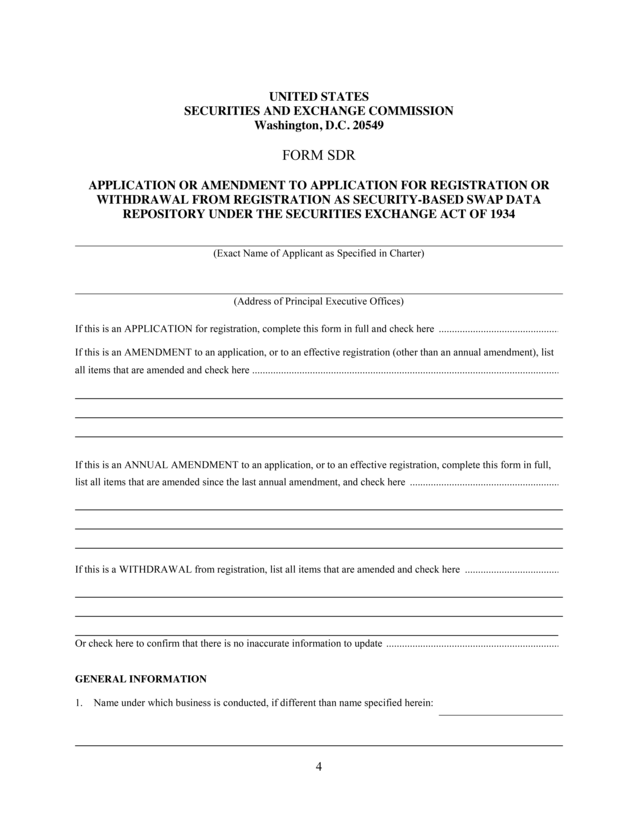 UNITED STATES
SECURITIES AND EXCHANGE COMMISSION
Washington, D.C. 20549
FORM SDR
APPLICATION OR AMENDMENT TO APPLICATION FOR REGISTRATION OR
WITHDRAWAL FROM REGISTRATION AS SECURITY-BASED SWAP DATA
REPOSITORY UNDER THE SECURITIES EXCHANGE ACT OF 1934
(Exact Name of Applicant as Specified in Charter)
(Address of Principal Executive Offices)
If this is an APPLICATION for registration, complete this form in full and check here .............................................
If this is an AMENDMENT to an application, or to an effective registration (other than an annual amendment), list
all items that are amended and check here .....................................................................................................................
If this is an ANNUAL AMENDMENT to an application, or to an effective registration, complete this form in full,
list all items that are amended since the last annual amendment, and check here .........................................................
If this is a WITHDRAWAL from registration, list all items that are amended and check here ....................................
Or check here to confirm that there is no inaccurate information to update ..................................................................
GENERAL INFORMATION
1. Name under which business is conducted, if different than name specified herein:
4